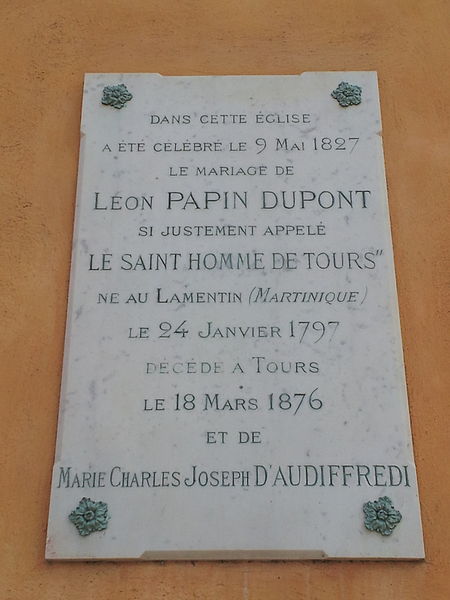 DANS CETTE ÉGLISE
A ÉTÉ CÉLÉBRÉ LE 9 MAI 1827
LE MARIAGE DE
LÉON PAPIN DUPONT
SI JUSTEMENT APPELÉ
LE SAINT HOMME DE TOURS"
NE AU LAMENTIN (MARTINIQUE)
LE 24 JANVIER 1797
DÉCÉDÉ A TOURS
LE 18 MARS 1876
ET DE
MARIE CHARLES JOSEPH D'AUDIFFREDI